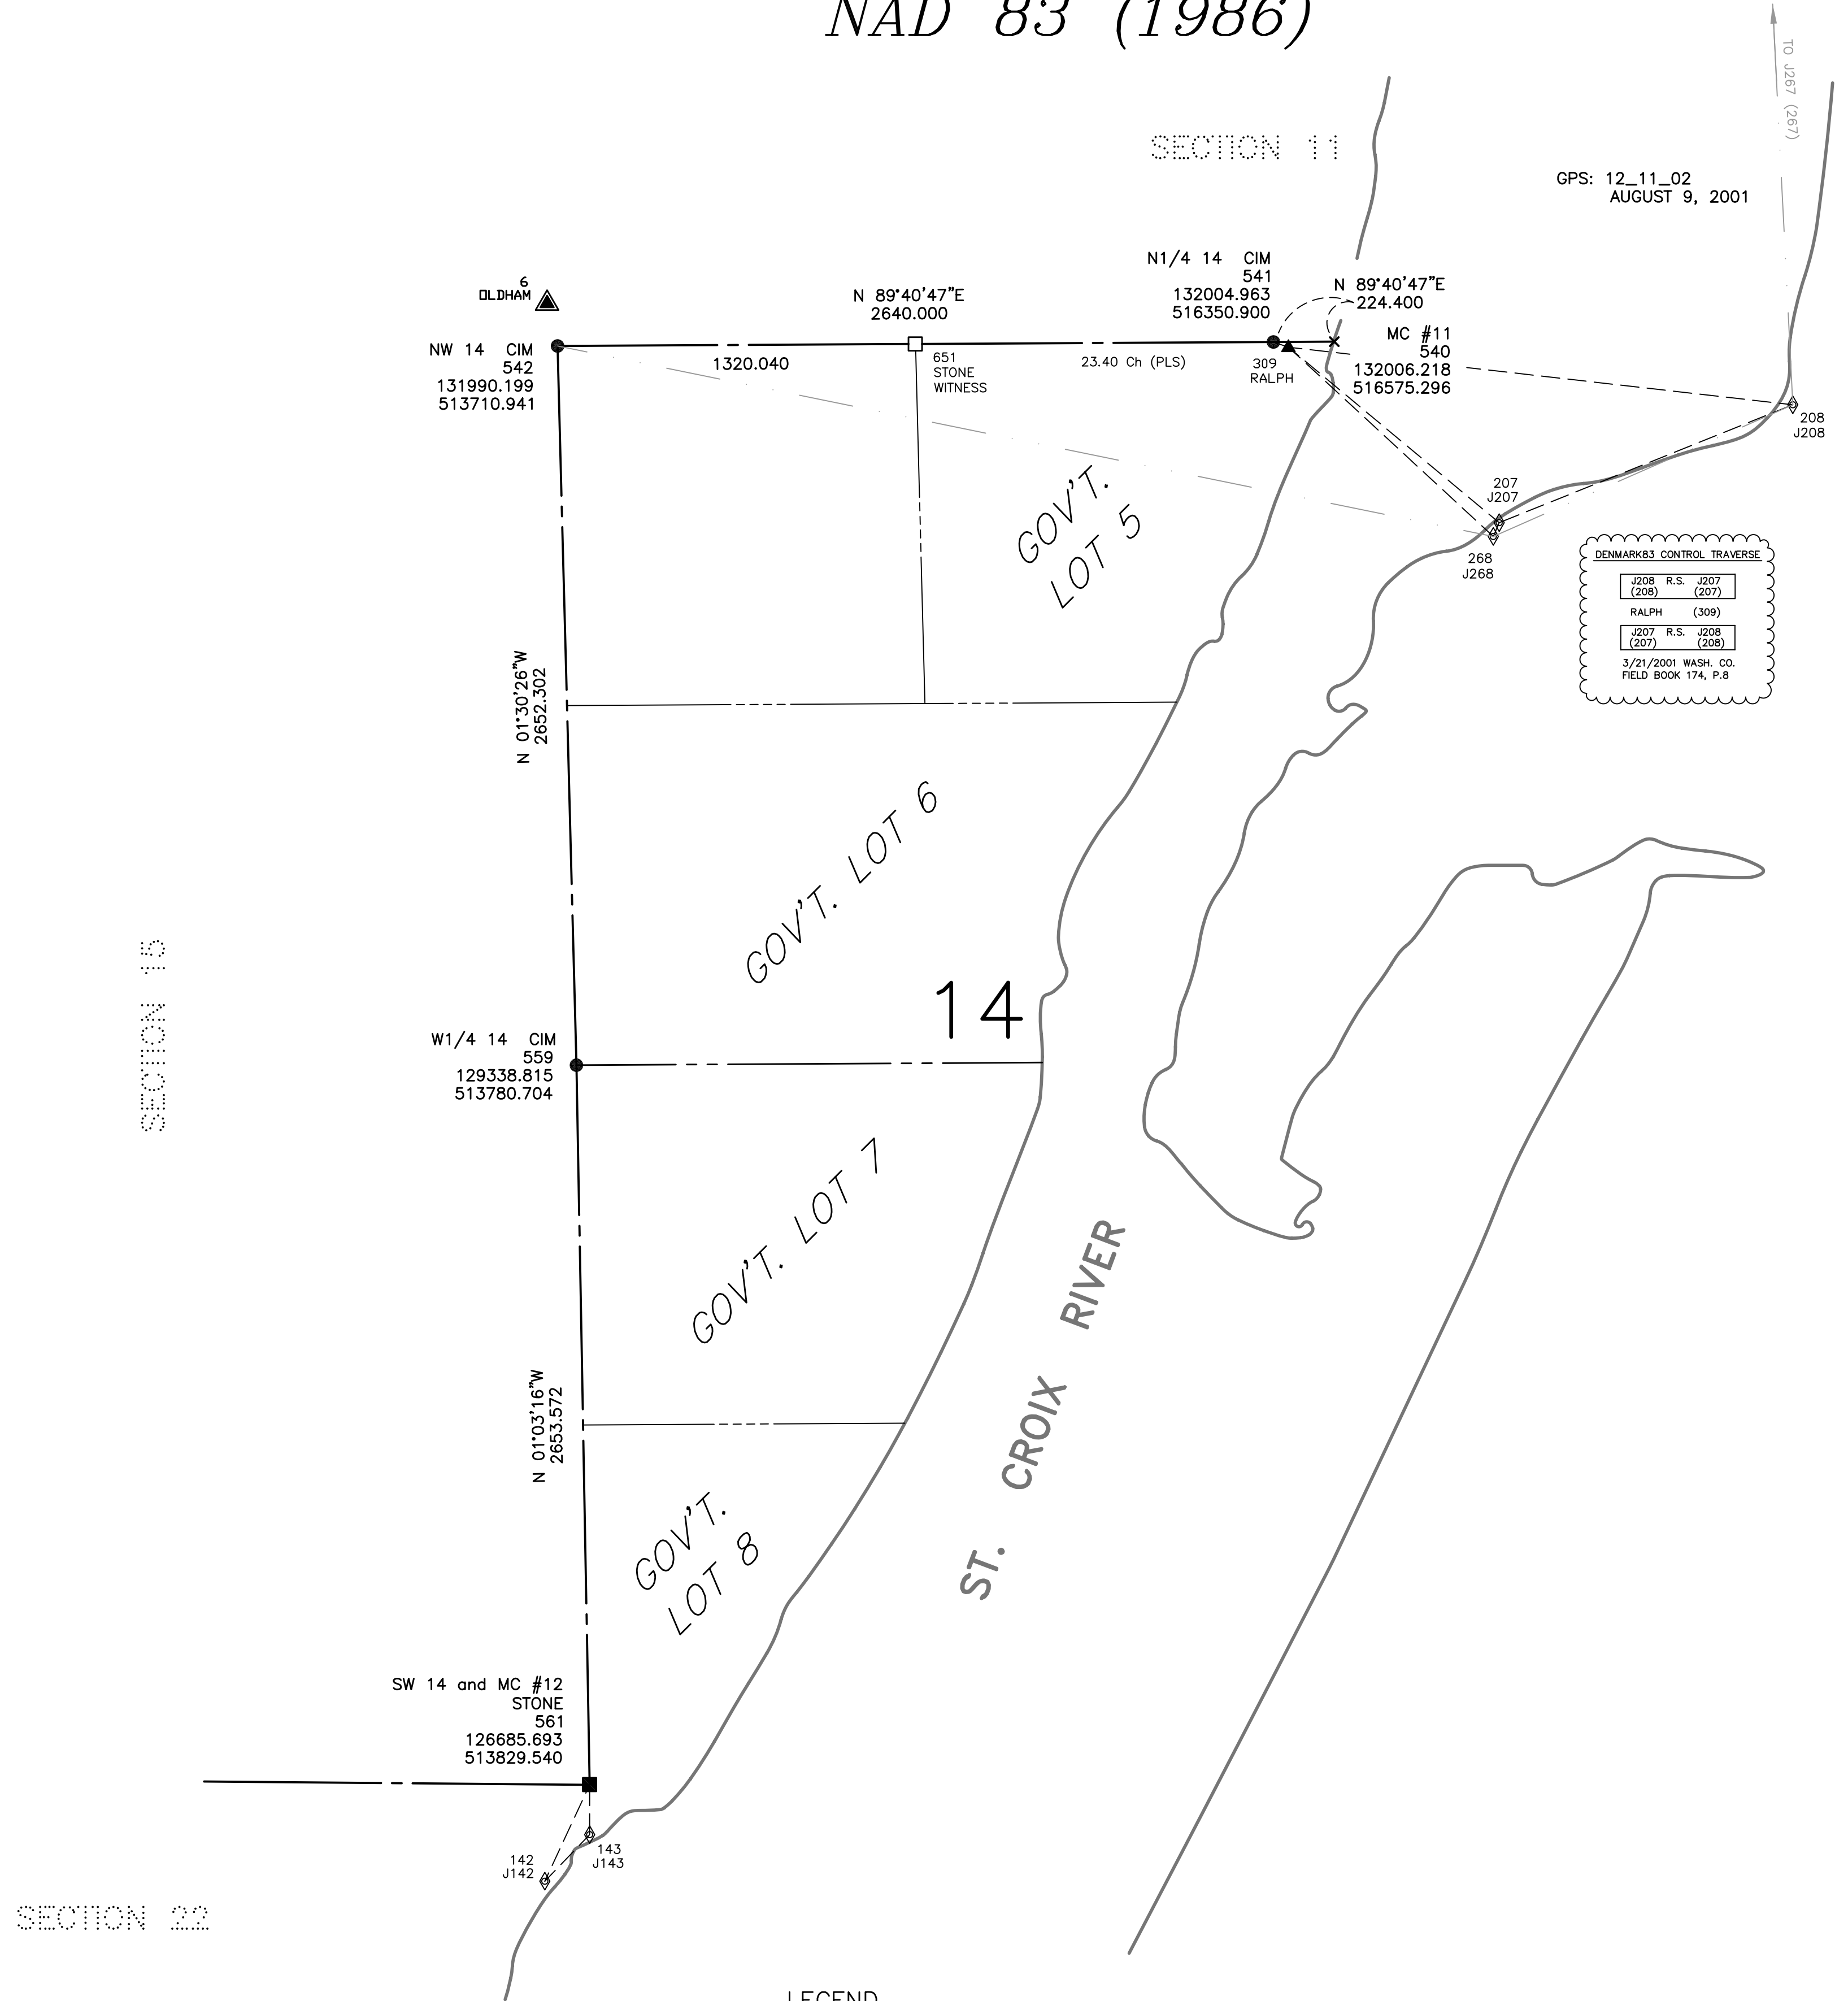 NAD 83 (1986)
TO J267 (267)
SECTION 11
GPS: 12_11_02
AUGUST 9, 2001
6
OLDHAM
N 89°40'47"E
2640.000
N1/4 14 CIM
541
132004.963
516350.900
N 89°40'47"E
224.400
MC #11
540
132006.218
516575.296
NW 14 CIM
542
131990.199
513710.941
1320.040
651
STONE
WITNESS
23.40 Ch (PLS)
309
RALPH
208
J208
207
J207
268
J268
GOV'T.
LOT 5
DENMARK83 CONTROL TRAVERSE
J208 R.S. J207
(208) (207)
RALPH (309)
J207 R.S. J208
(207) (208)
3/21/2001 WASH. CO.
FIELD BOOK 174, P.8
N 01°30'26"W
2652.302
GOV'T. LOT 6
SECTION 15
14
W1/4 14 CIM
559
129338.815
513780.704
GOV'T. LOT 7
ST. CROIX RIVER
N 01°03'16"W
2653.572
GOV'T.
LOT 8
SW 14 and MC #12
STONE
561
126685.693
513829.540
143
J143
142
J142
SECTION 22
LEGEND